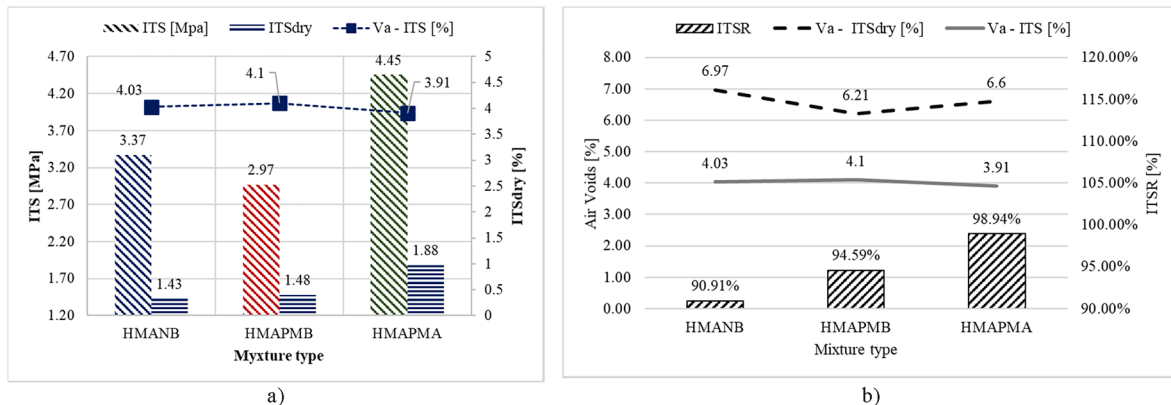 ITS [Mpa] ITSdry Va - ITS [%]
4.70 5
4.20 4.5
3.70 4
3.20 3.5
2.70 3
2.20 2.5
1.70 2
1.20 1.5
1
0.5
0
ITS [MPa]
ITSdry [%]
4.03 4.1 3.91
3.37 2.97 4.45
1.43 1.48 1.88
HMANB HMAPMB HMAPMA
Myxture type
a)
ITSR Va - ITSdry [%] Va - ITS [%]
8.00 120.00%
7.00 115.00%
6.00 110.00%
5.00 105.00%
4.00 100.00%
3.00 95.00%
2.00 90.00%
1.00
0.00
Air Voids [%]
ITSR [%]
6.97 6.21 6.6
4.03 4.1 3.91
90.91% 94.59% 98.94%
HMANB HMAPMB HMAPMA
Mixture type
b)